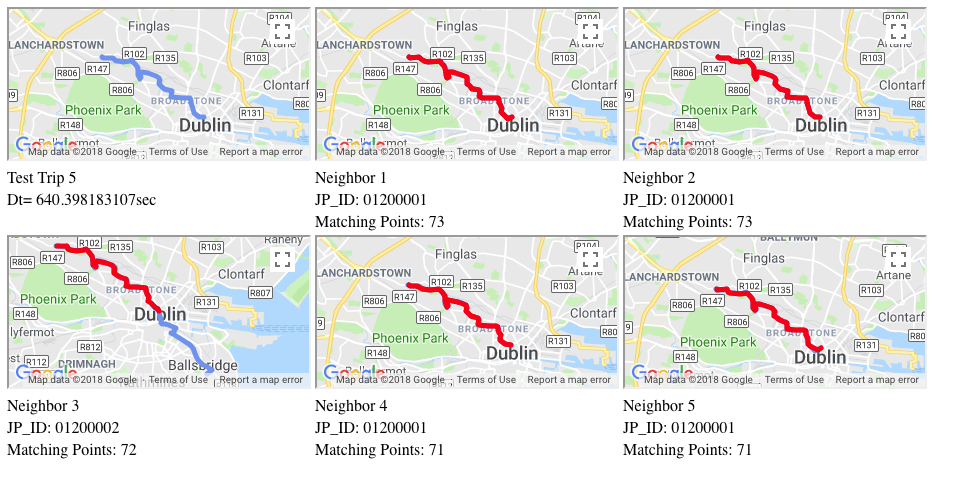 R104
Finglas
LANCHARDSTOWN
Artane
R102
R135
R103
R147
R806
R806
Clontarf
Phoenix Park
BROADSTONE
R131
R148
Dublin
Google
Map data ©2018 Google
Terms of Use
Report a map error
R104
Finglas
LANCHARDSTOWN
Artane
R102
R135
R103
R147
R806
R806
Clontarf
Phoenix Park
BROADSTONE
R131
R148
Dublin
Google
Map data ©2018 Google
Terms of Use
Report a map error
R104
Finglas
LANCHARDSTOWN
Artane
R102
R135
R103
R147
R806
R806
Clontarf
Phoenix Park
BROADSTONE
R131
R148
Dublin
Google
Map data ©2018 Google
Terms of Use
Report a map error
Test Trip 5
Dt= 640.398183107sec
Neighbor 1
JP_ID: 01200001
Matching Points: 73
Neighbor 2
JP_ID: 01200001
Matching Points: 73
R102
R135
R103
Raheny
R147
R806
R806
Clontarf
R807
Phoenix Park
R131
R148
Dublin
lyfermot
R812
R112
DRIMNAGH
Ballsbridge
Google
Map data ©2018 Google
Terms of Use
Report a map error
R104
Finglas
LANCHARDSTOWN
Artane
R102
R135
R103
R147
R806
R806
Clontarf
Phoenix Park
BROADSTONE
R131
R148
Dublin
Google
Map data ©2018 Google
Terms of Use
Report a map error
BALLYMUN
Finglas
LANCHARDSTOWN
Artane
R102
R135
R103
R147
R806
R806
Clontarf
Phoenix Park
BROADSTONE
R131
R148
Dublin
Google
Map data ©2018 Google
Terms of Use
Report a map error
Neighbor 3
JP_ID: 01200002
Matching Points: 72
Neighbor 4
JP_ID: 01200001
Matching Points: 71
Neighbor 5
JP_ID: 01200001
Matching Points: 71